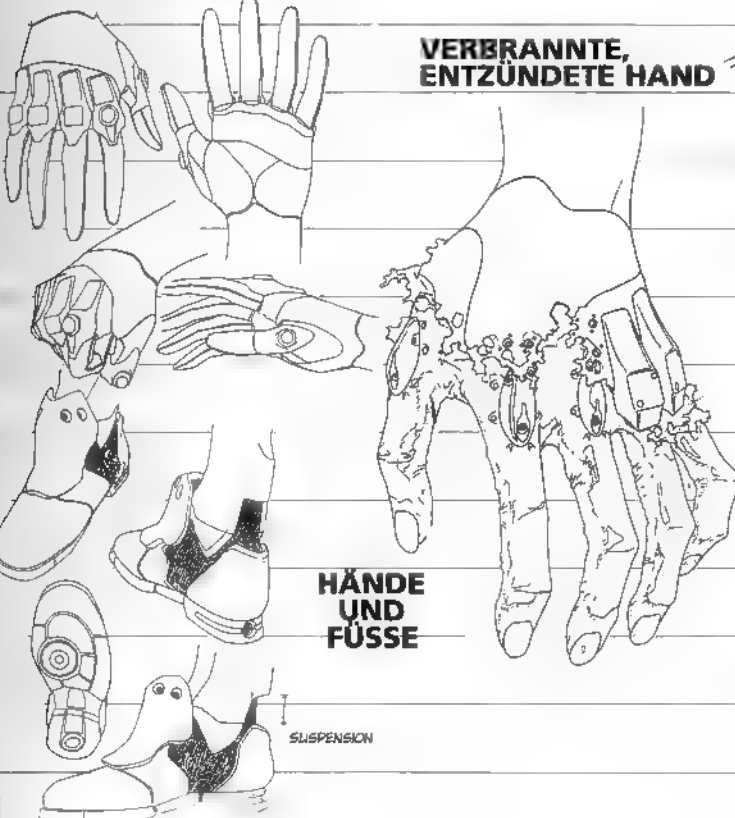 VERBRANNTE,
ENTZÜNDETE HAND
HÄNDE
UND
FÜSSE
SUSPENSION